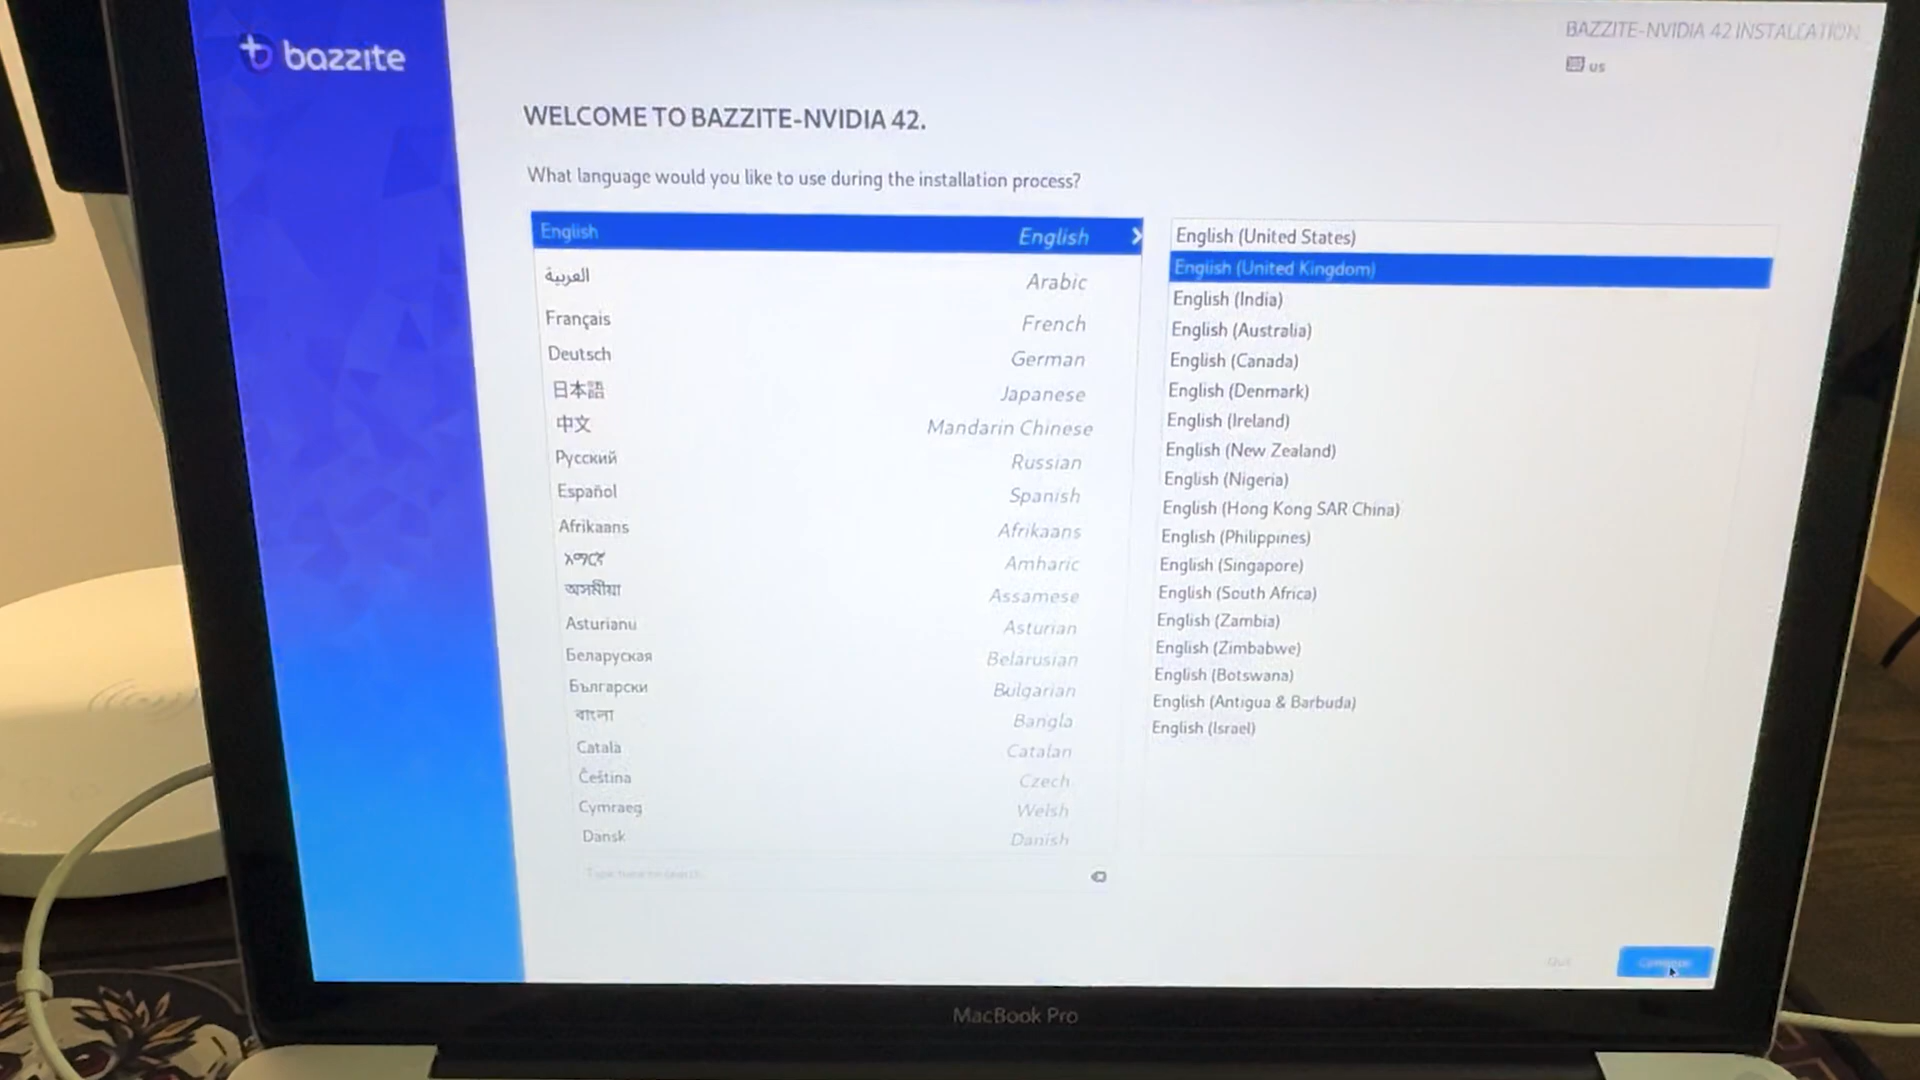 bazzite
BAZZITE-NVIDIA 42 INSTALLATION
us
WELCOME TO BAZZITE-NVIDIA 42.
What language would you like to use during the installation process?
English English
العربية Arabic
Français French
Deutsch German
日本語 Japanese
中文 Mandarin Chinese
Русский Russian
Español Spanish
Afrikaans Afrikaans
አማርኛ Amharic
অসমীয়া Assamese
Asturianu Asturian
Беларуская Belarusian
Български Bulgarian
বাংলা Bangla
Català Catalan
Čeština Czech
Cymraeg Welsh
Dansk Danish
English (United States)
English (United Kingdom)
English (India)
English (Australia)
English (Canada)
English (Denmark)
English (Ireland)
English (New Zealand)
English (Nigeria)
English (Hong Kong SAR China)
English (Philippines)
English (Singapore)
English (South Africa)
English (Zambia)
English (Zimbabwe)
English (Botswana)
English (Antigua & Barbuda)
English (Israel)
Quit
Continue
MacBook Pro